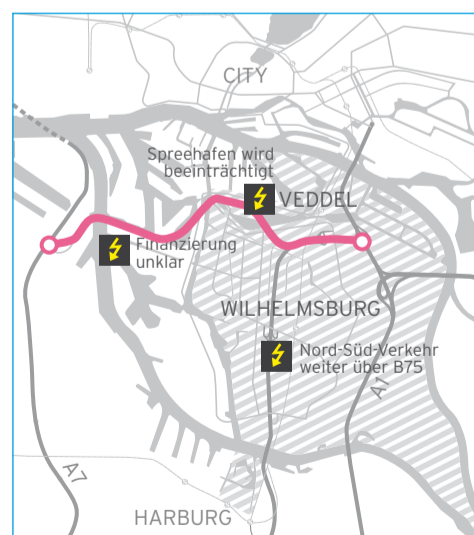 CITY
Spreehafen wird
beeinträchtigt
VEDDEL
Finanzierung
unklar
WILHELMSBURG
Nord-Süd-Verkehr
weiter über B75
A1
A7
HARBURG